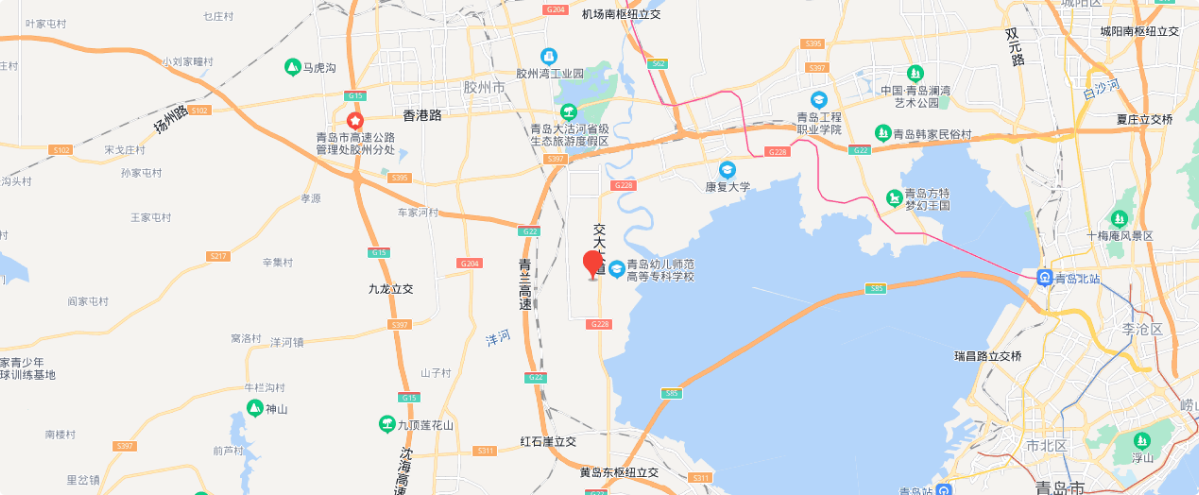 G204
机场南枢纽立交
城阳区
叶家屯村
乜庄村
双元路
城阳南枢纽立交
小刘家疃村
马虎沟
胶州湾工业园
S62
S395
S397
中国·青岛澜湾
艺术公园
白沙河
庄村
胶州市
G15
S102
扬州路
香港路
青岛工程
职业学院
夏庄立交桥
青岛市高速公路
管理处胶州分处
青岛大沽河省级
生态旅游度假区
青岛韩家民俗村
S102
宋戈庄村
S397
G228
G22
沟头村
孙家屯村
S395
G228
康复大学
青岛方特
梦幻王国
孝源
王家屯村
车家河村
G22
交大大道
十梅庵风景区
G15
S217
辛集村
G204
青兰高速
青岛幼儿师范
高等专科学校
青岛北站
九龙立交
S85
阎家屯村
S397
G228
李沧区
窝洛村
洋河镇
洋河
瑞昌路立交桥
家青少年
球训练基地
山子村
G22
牛栏沟村
G15
S85
神山
九顶莲花山
崂山
南楼村
S397
前芦村
S311
红石崖立交
市北区
浮山
里岔镇
沈海高速
黄岛东枢纽立交
S311
G22
青岛站
青岛市